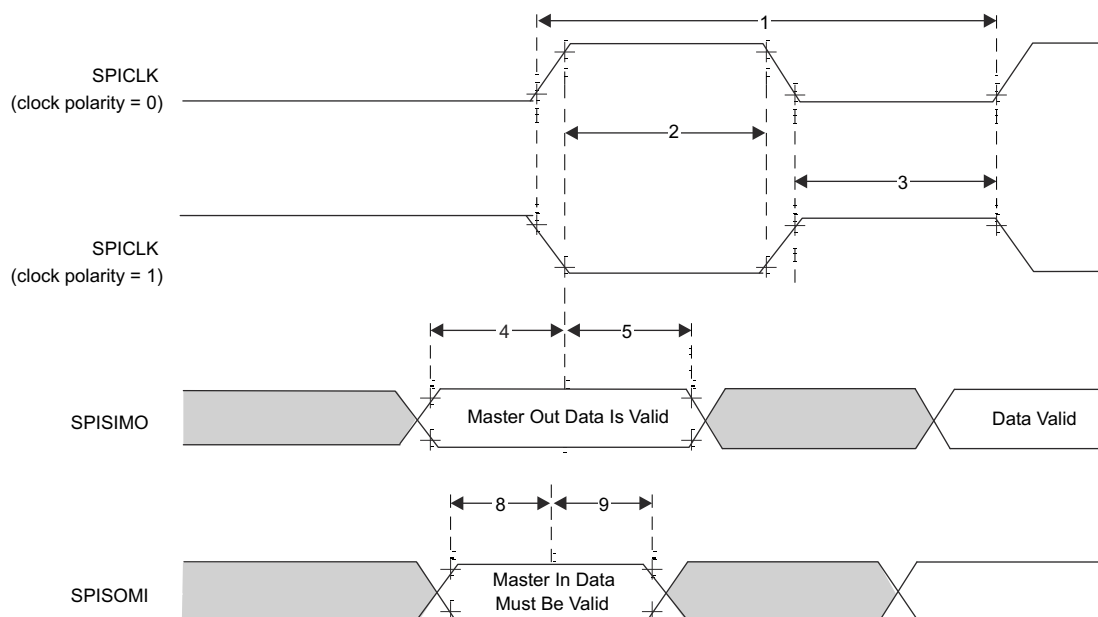 1
SPICLK
(clock polarity = 0)
2
3
SPICLK
(clock polarity = 1)
4
5
SPISIMO
Master Out Data Is Valid
Data Valid
8
9
SPISOMI
Master In Data
Must Be Valid